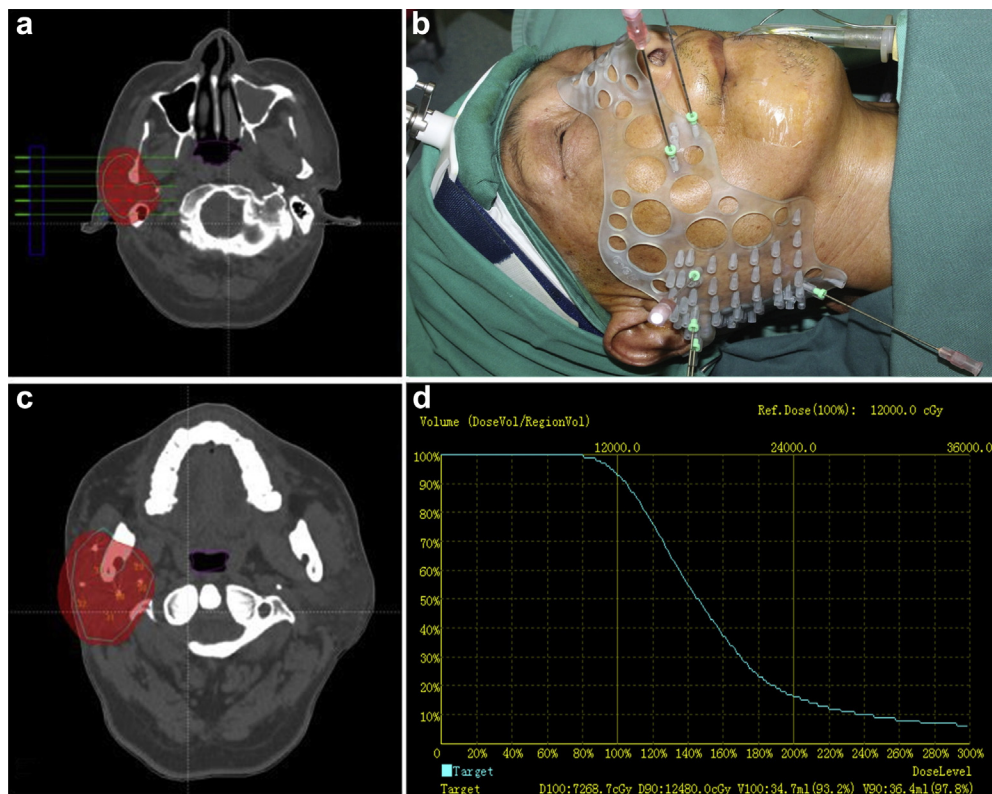 a
b
c
d
Ref.Dose(100%): 12000.0 cGy
Volume (DoseVol/RegionVol)
12000.0 24000.0 36000.0
100%
90%
80%
70%
60%
50%
40%
30%
20%
10%
0 20% 40% 60% 80% 100% 120% 140% 160% 180% 200% 220% 240% 260% 280% 300%
Target DoseLevel
Target D100:7268.7cGy D90:12480.0cGy V100:34.7ml(93.2%) V90:36.4ml(97.8%)